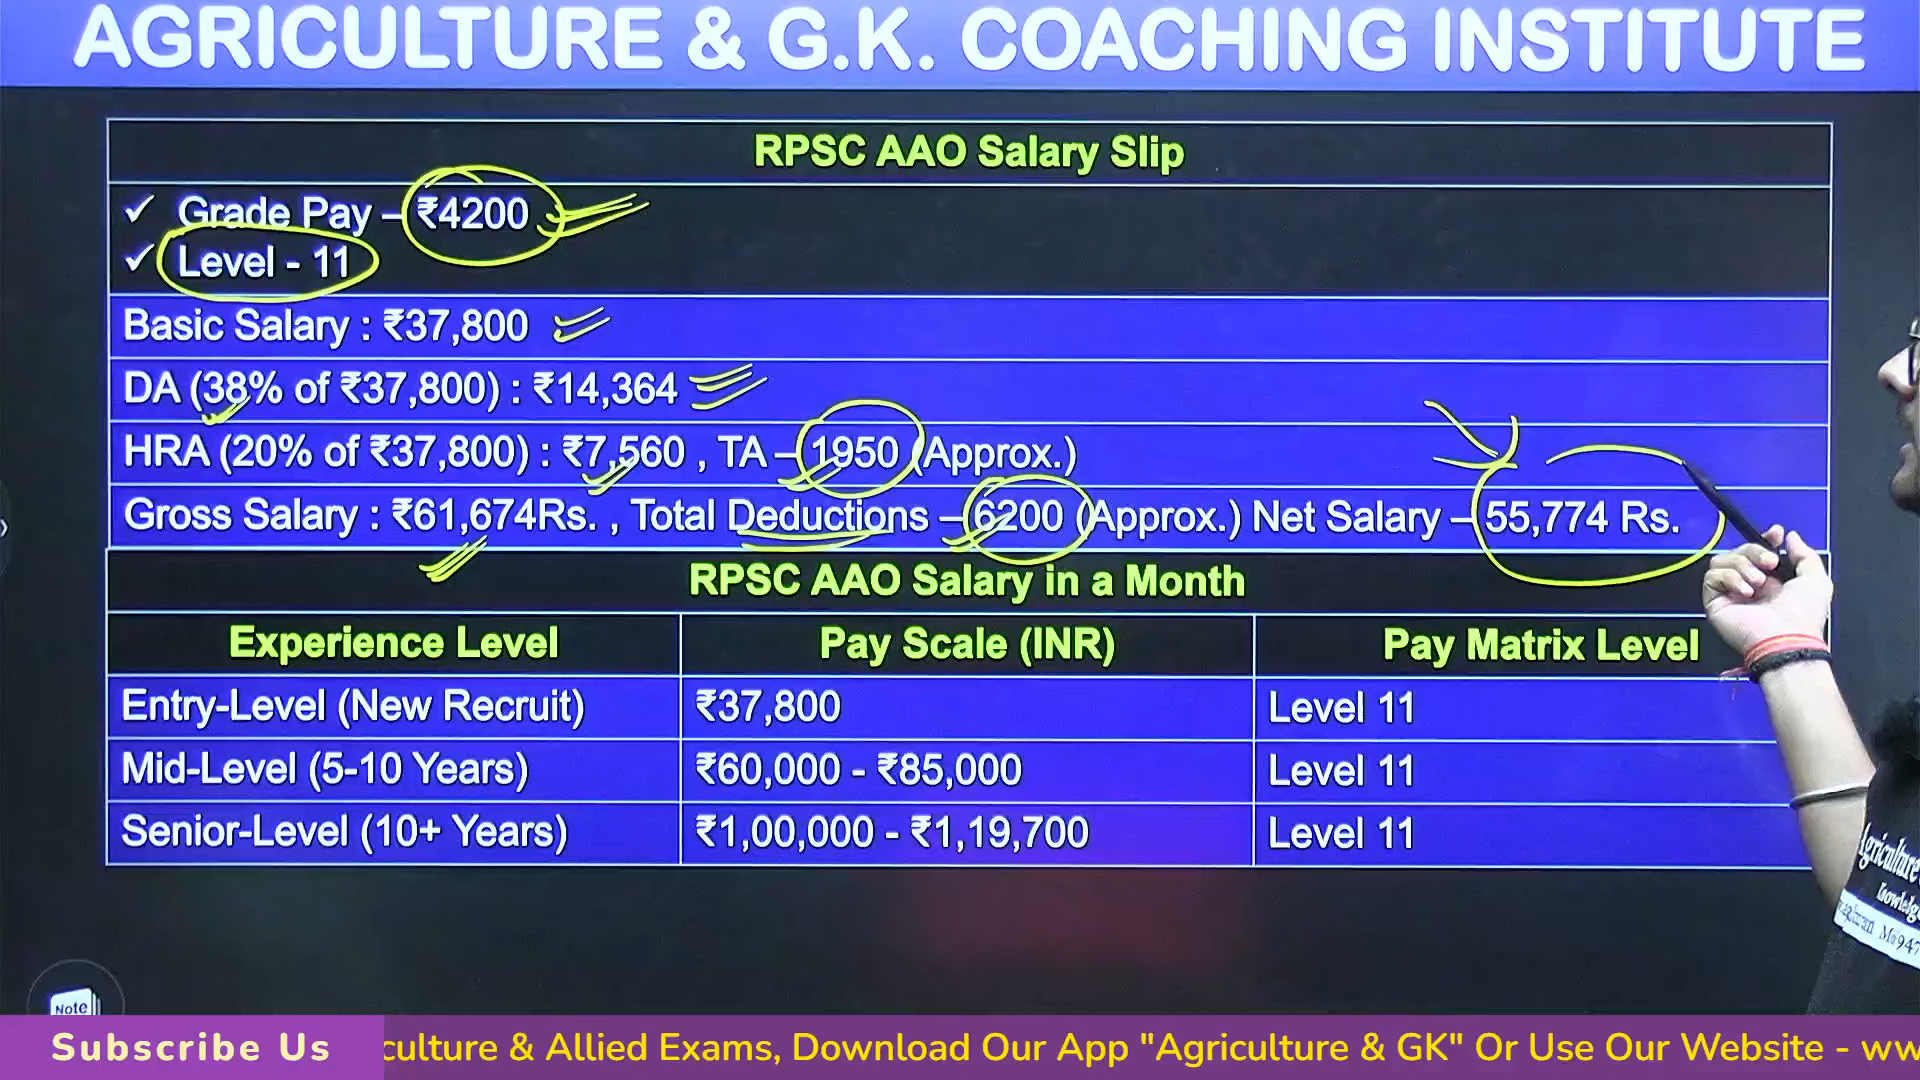 AGRICULTURE & G.K. COACHING INSTITUTE
RPSC AAO Salary Slip
✓ Grade Pay – ₹4200
✓ Level - 11
Basic Salary : ₹37,800
DA (38% of ₹37,800) : ₹14,364
HRA (20% of ₹37,800) : ₹7,560 , TA – 1950 (Approx.)
Gross Salary : ₹61,674Rs. , Total Deductions – 6200 (Approx.) Net Salary – 55,774 Rs.
RPSC AAO Salary in a Month
Experience Level Pay Scale (INR) Pay Matrix Level
Entry-Level (New Recruit) ₹37,800 Level 11
Mid-Level (5-10 Years) ₹60,000 - ₹85,000 Level 11
Senior-Level (10+ Years) ₹1,00,000 - ₹1,19,700 Level 11
Agriculture
Knowledge
Note
Subscribe Us
culture & Allied Exams, Download Our App "Agriculture & GK" Or Use Our Website - ww